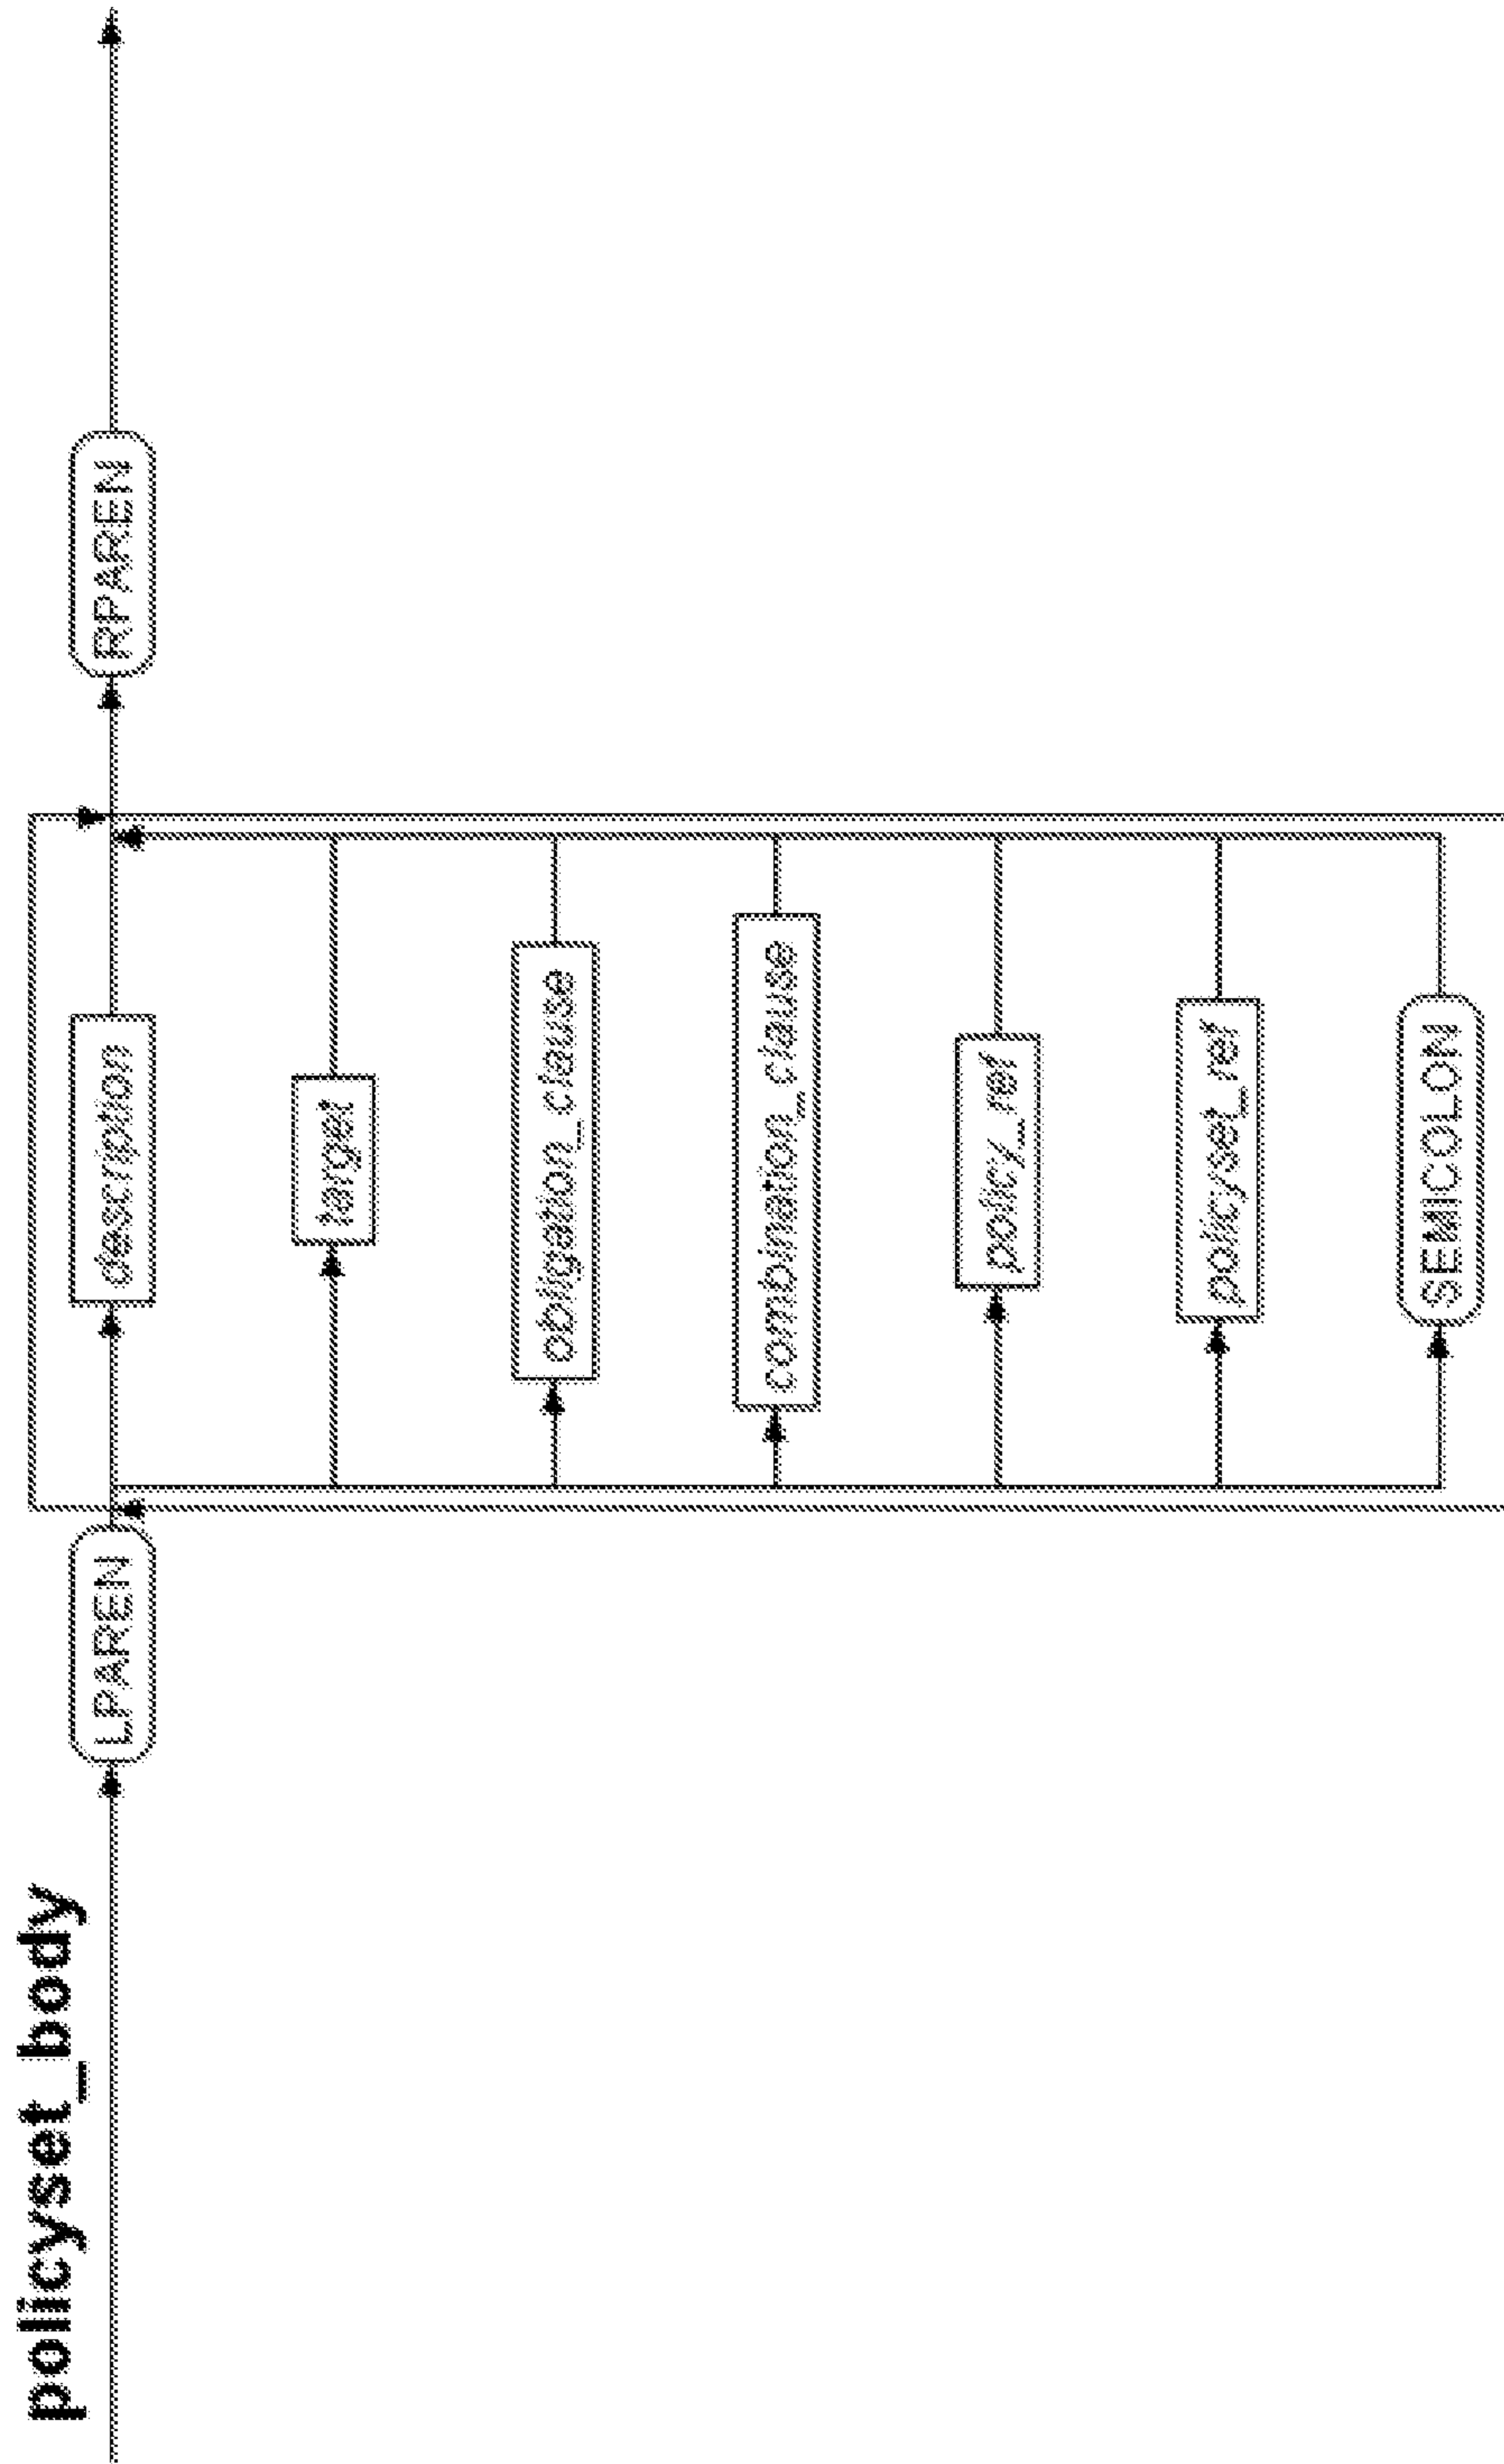 policyset_body
LPAREN
description
RPAREN
target
obligation_clause
combination_clause
policy_ref
policyset_ref
SEMICOLON